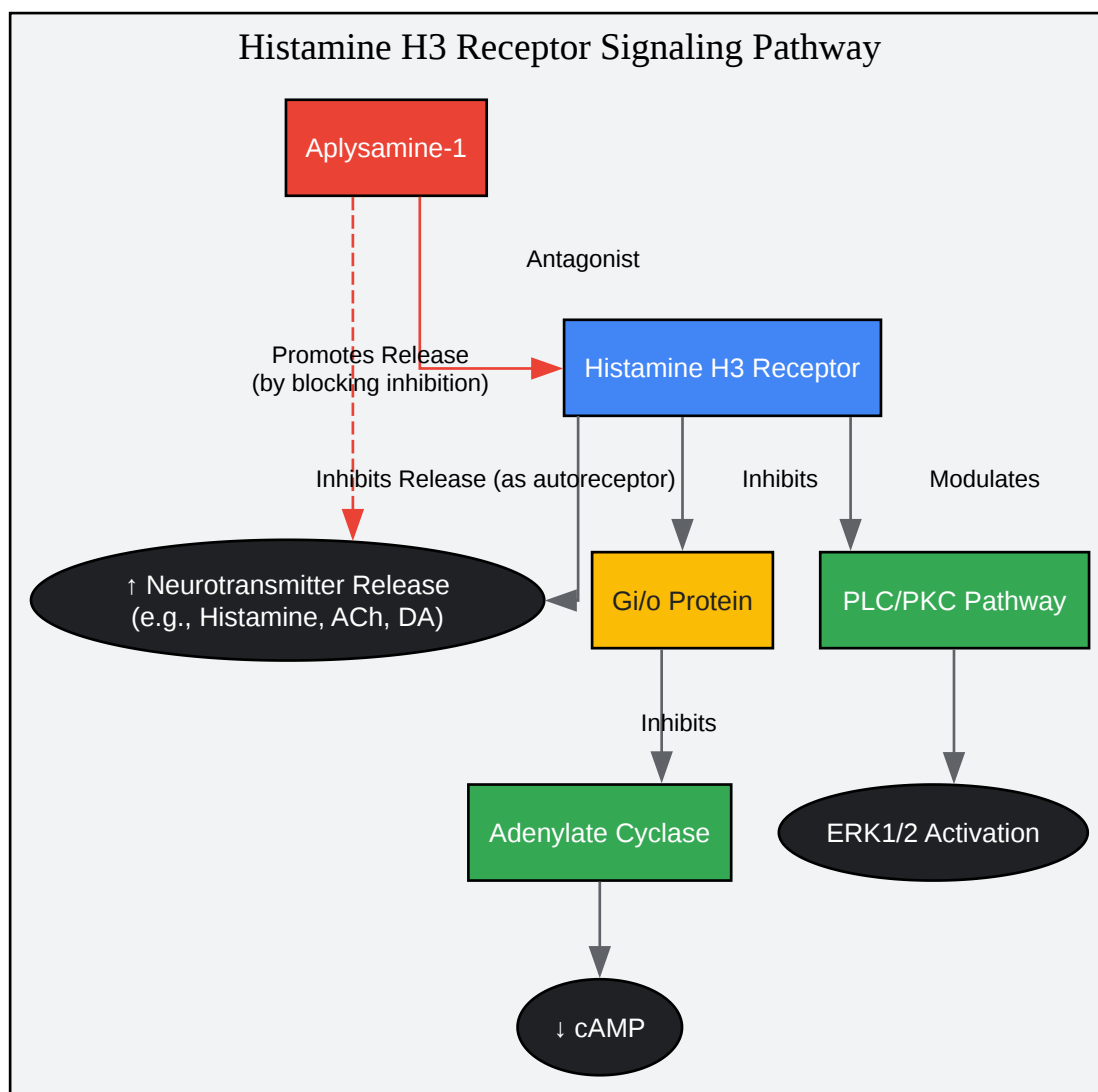 Histamine H3 Receptor Signaling Pathway
Aplysamine-1
Antagonist
Promotes Release
(by blocking inhibition)
Histamine H3 Receptor
Inhibits Release (as autoreceptor)
Inhibits
Modulates
↑ Neurotransmitter Release
(e.g., Histamine, ACh, DA)
Gi/o Protein
PLC/PKC Pathway
Inhibits
Adenylate Cyclase
ERK1/2 Activation
↓ cAMP